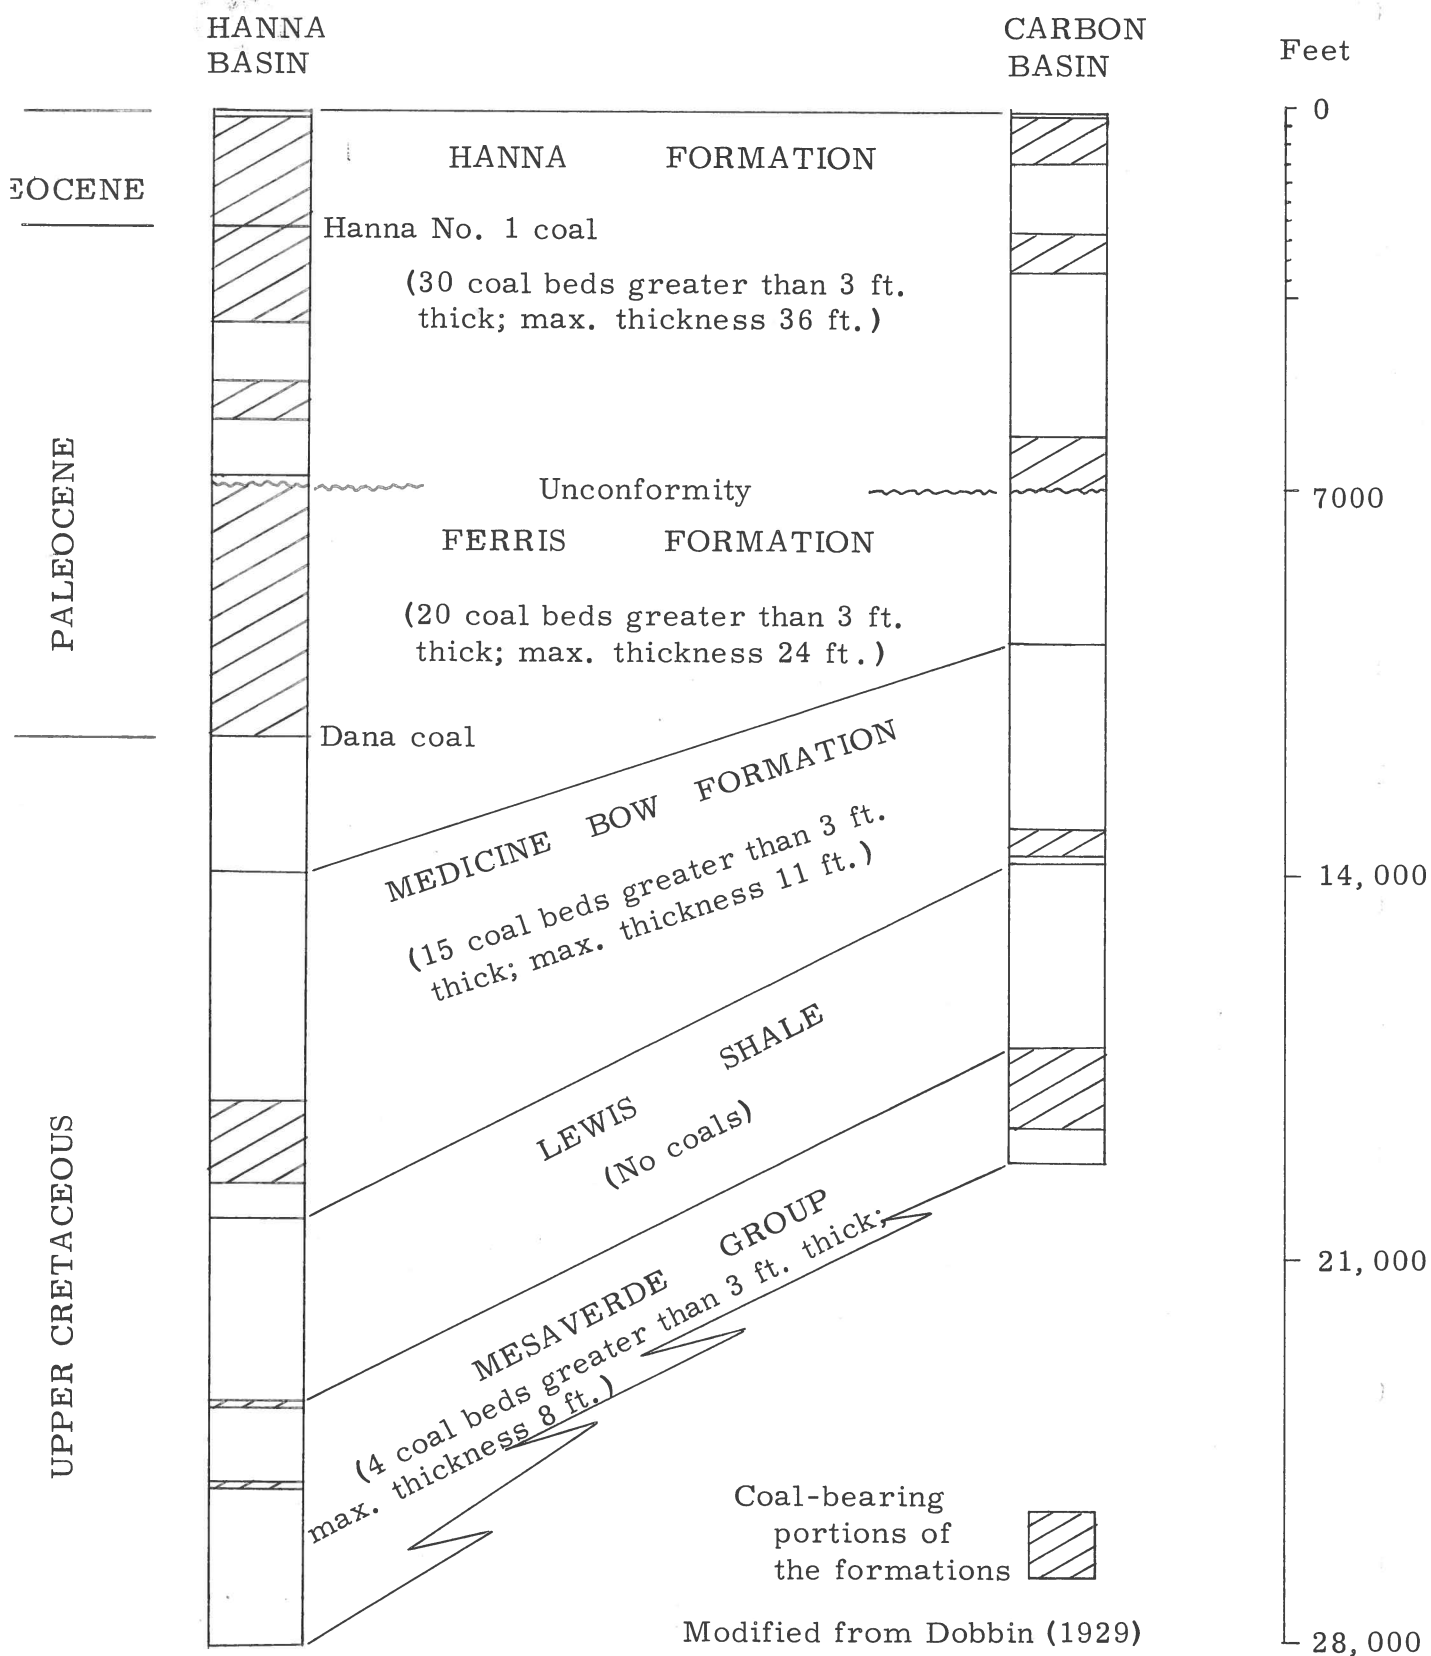 HANNA
BASIN
CARBON
BASIN
Feet
0
HANNA FORMATION
EOCENE
Hanna No. 1 coal
(30 coal beds greater than 3 ft.
thick; max. thickness 36 ft.)
PALEOCENE
Unconformity
7000
FERRIS FORMATION
(20 coal beds greater than 3 ft.
thick; max. thickness 24 ft.)
Dana coal
MEDICINE BOW FORMATION
(15 coal beds greater than 3 ft.
thick; max. thickness 11 ft.)
14,000
LEWIS SHALE
(No coals)
UPPER CRETACEOUS
MESAVERDE GROUP
(4 coal beds greater than 3 ft. thick;
max. thickness 8 ft.)
21,000
Coal-bearing
portions of
the formations
Modified from Dobbin (1929)
28,000